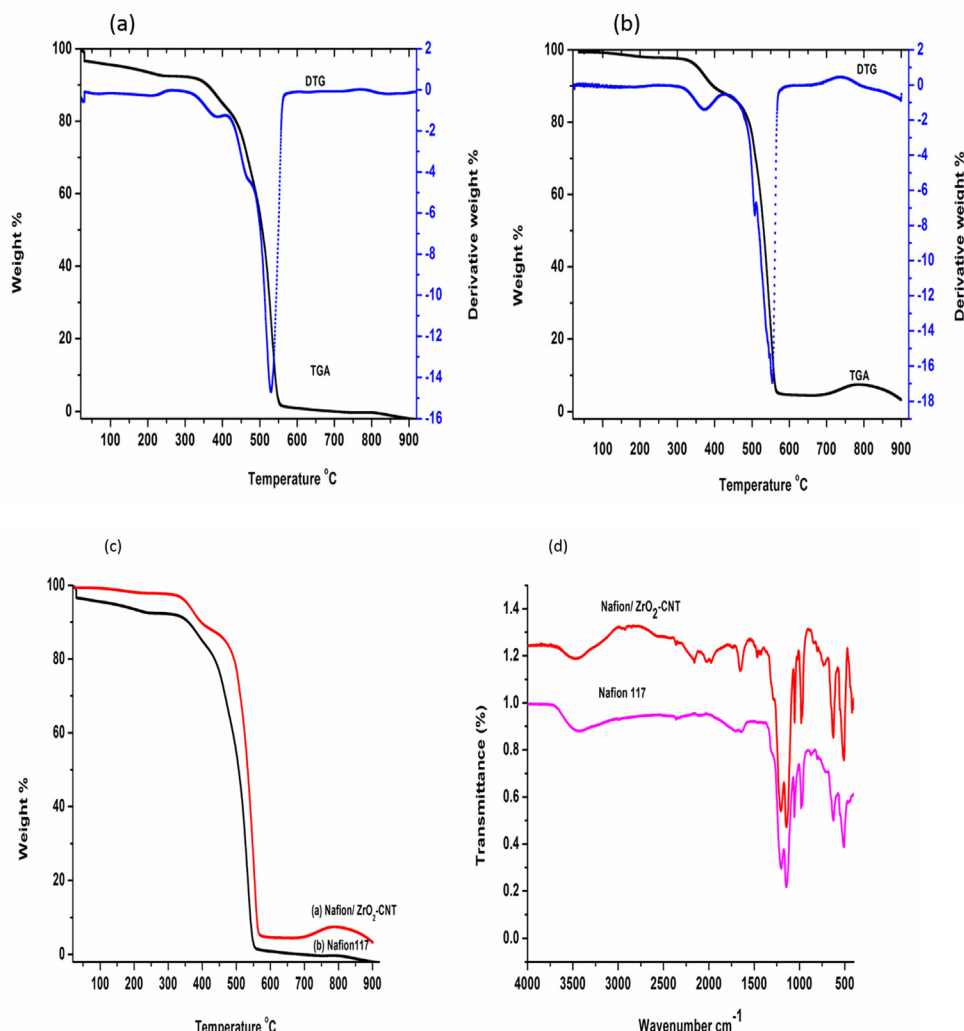 (a)
100
80
60
40
20
0
Weight %
DTG
TGA
2
0
-2
-4
-6
-8
-10
-12
-14
-16
Derivative weight %
100 200 300 400 500 600 700 800 900
Temperature °C
(b)
100
80
60
40
20
0
Weight %
DTG
TGA
2
0
-2
-4
-6
-8
-10
-12
-14
-16
-18
Derivative weight %
100 200 300 400 500 600 700 800 900
Temperature °C
(c)
100
80
60
40
20
0
Weight %
(a) Nafion/ ZrO₂-CNT
(b) Nafion117
100 200 300 400 500 600 700 800 900
Temperature °C
(d)
1.4
1.2
1.0
0.8
0.6
0.4
0.2
0.0
Transmittance (%)
Nafion/ ZrO₂-CNT
Nafion 117
4000 3500 3000 2500 2000 1500 1000 500
Wavenumber cm⁻¹